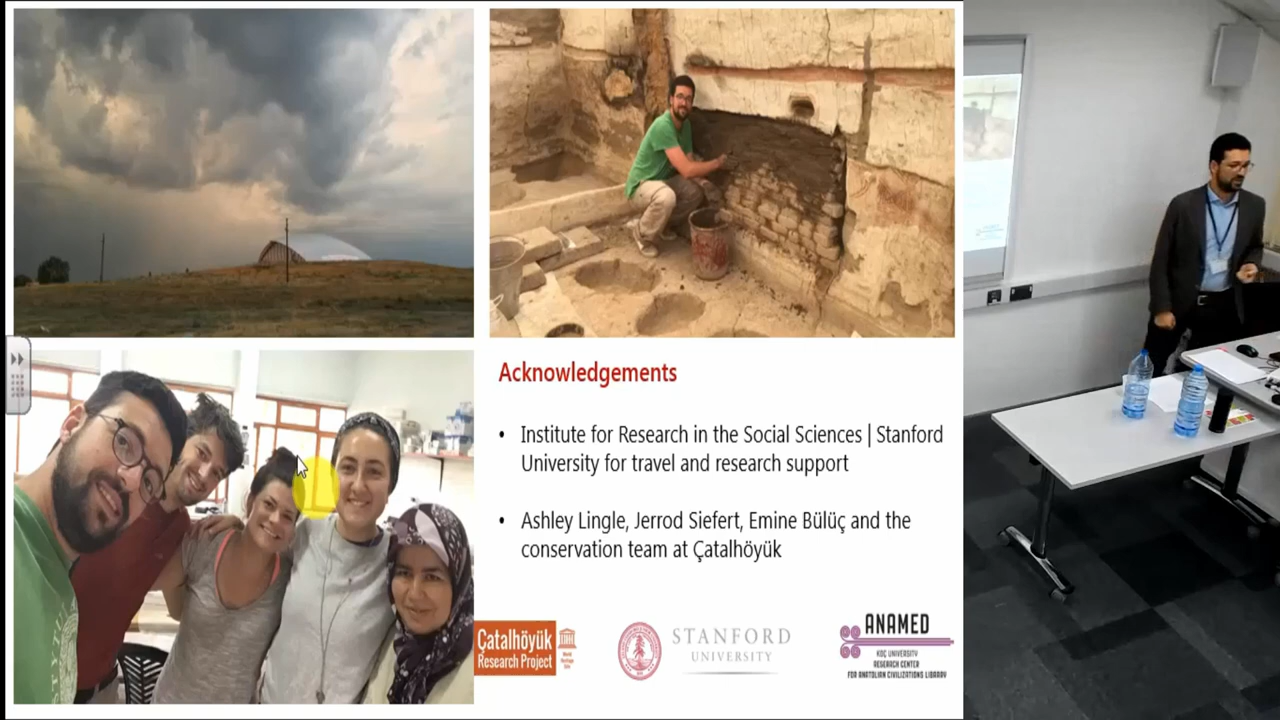 Acknowledgements
• Institute for Research in the Social Sciences | Stanford
University for travel and research support
• Ashley Lingle, Jerrod Siefert, Emine Bülüç and the
conservation team at Çatalhöyük
Çatalhöyük
Research Project
World
Heritage
Site
STANFORD
UNIVERSITY
ANAMED
KOÇ UNIVERSITY
RESEARCH CENTER
FOR ANATOLIAN CIVILIZATIONS LIBRARY